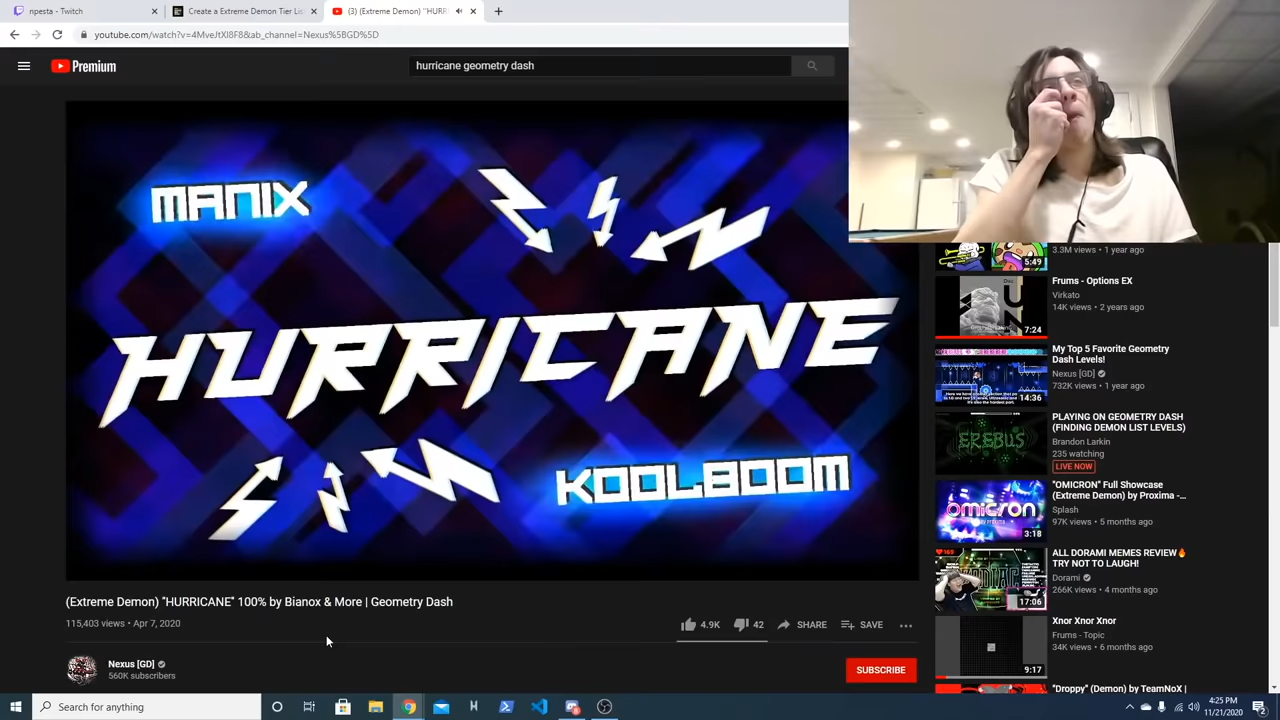 npesta - Twitch
Create a Extreme Demon Tier Lis
(3) (Extreme Demon) "HURR
youtube.com/watch?v=4MveJtXl8F8&ab_channel=Nexus%5BGD%5D
Premium
hurricane geometry dash
MANIX
HURRICANE
KOOLBOOM
(Extreme Demon) "HURRICANE" 100% by | Geometry Dash
115,403 views • Apr 7, 2020
4.9K
42
SHARE
SAVE
Nexus [GD]
560K subscribers
SUBSCRIBE
3.3M views • 1 year ago
5:49
Frums - Options EX
Virkato
14K views • 2 years ago
7:24
My Top 5 Favorite Geometry
Dash Levels!
Nexus [GD]
732K views • 1 year ago
14:36
PLAYING ON GEOMETRY DASH
(FINDING DEMON LIST LEVELS)
Brandon Larkin
235 watching
LIVE NOW
EREBUS
"OMICRON" Full Showcase
(Extreme Demon) by Proxima -...
Splash
97K views • 5 months ago
omicron
3:18
ALL DORAMI MEMES REVIEW🔥
TRY NOT TO LAUGH!
Dorami
266K views • 4 months ago
17:06
Xnor Xnor Xnor
Frums - Topic
34K views • 6 months ago
9:17
"Droppy" (Demon) by TeamNoX |
Search for anything
4:25 PM
11/21/2020